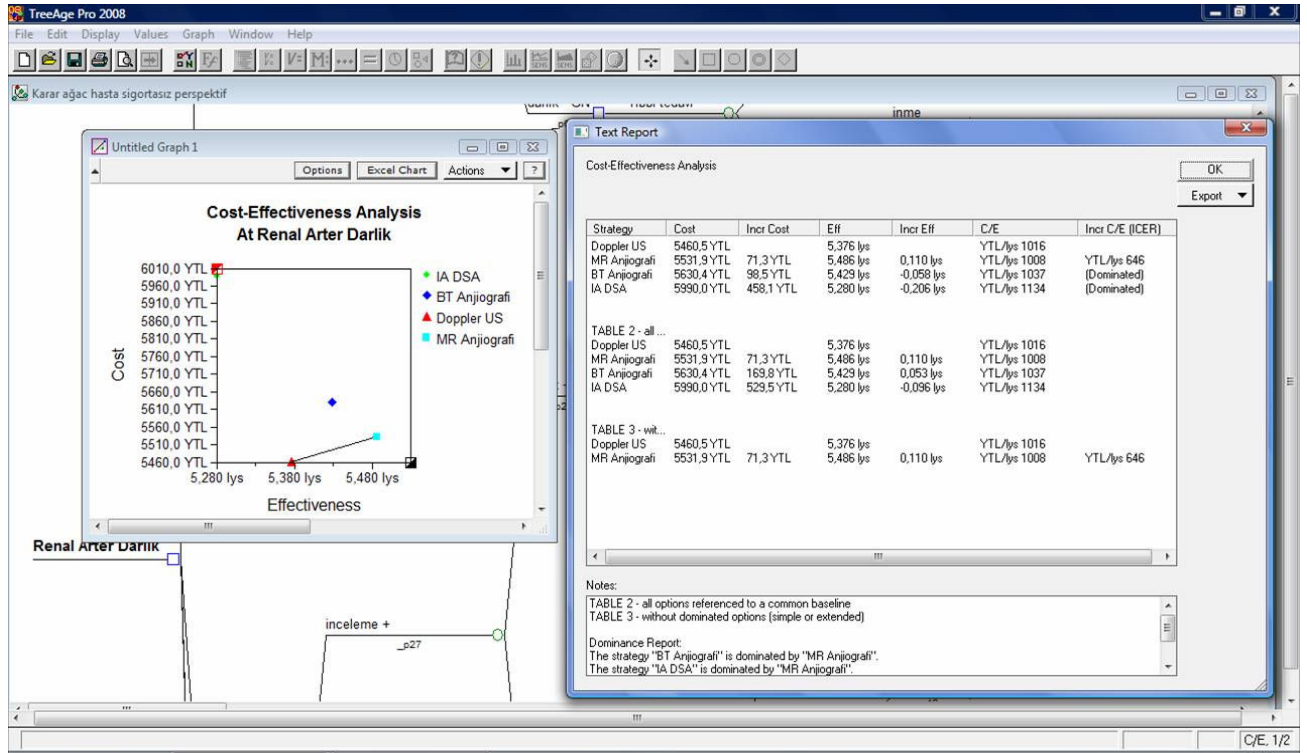 TreeAge Pro 2008
File Edit Display Values Graph Window Help
Karar ağac hasta sigortasız perspektif
inme
Untitled Graph 1
Options Excel Chart Actions ?
Cost-Effectiveness Analysis
At Renal Arter Darlik
Cost
6010,0 YTL
5960,0 YTL
5910,0 YTL
5860,0 YTL
5810,0 YTL
5760,0 YTL
5710,0 YTL
5660,0 YTL
5610,0 YTL
5560,0 YTL
5510,0 YTL
5460,0 YTL
5,280 lys 5,380 lys 5,480 lys
Effectiveness
IA DSA
BT Anjiografi
Doppler US
MR Anjiografi
Renal Arter Darlik
inceleme +
_p27
Text Report
Cost-Effectiveness Analysis
OK
Export
Strategy Cost Incr Cost Eff Incr Eff C/E Incr C/E (ICER)
Doppler US 5460,5 YTL 5,376 lys YTL/lys 1016
MR Anjiografi 5531,9 YTL 71,3 YTL 5,486 lys 0,110 lys YTL/lys 1008 YTL/lys 646
BT Anjiografi 5630,4 YTL 98,5 YTL 5,429 lys -0,058 lys YTL/lys 1037 (Dominated)
IA DSA 5990,0 YTL 458,1 YTL 5,280 lys -0,206 lys YTL/lys 1134 (Dominated)
TABLE 2 - all ...
Doppler US 5460,5 YTL 5,376 lys YTL/lys 1016
MR Anjiografi 5531,9 YTL 71,3 YTL 5,486 lys 0,110 lys YTL/lys 1008
BT Anjiografi 5630,4 YTL 169,8 YTL 5,429 lys 0,053 lys YTL/lys 1037
IA DSA 5990,0 YTL 529,5 YTL 5,280 lys -0,096 lys YTL/lys 1134
TABLE 3 - wit...
Doppler US 5460,5 YTL 5,376 lys YTL/lys 1016
MR Anjiografi 5531,9 YTL 71,3 YTL 5,486 lys 0,110 lys YTL/lys 1008 YTL/lys 646
Notes:
TABLE 2 - all options referenced to a common baseline
TABLE 3 - without dominated options (simple or extended)
Dominance Report:
The strategy "BT Anjiografi" is dominated by "MR Anjiografi".
The strategy "IA DSA" is dominated by "MR Anjiografi".
C/E, 1/2